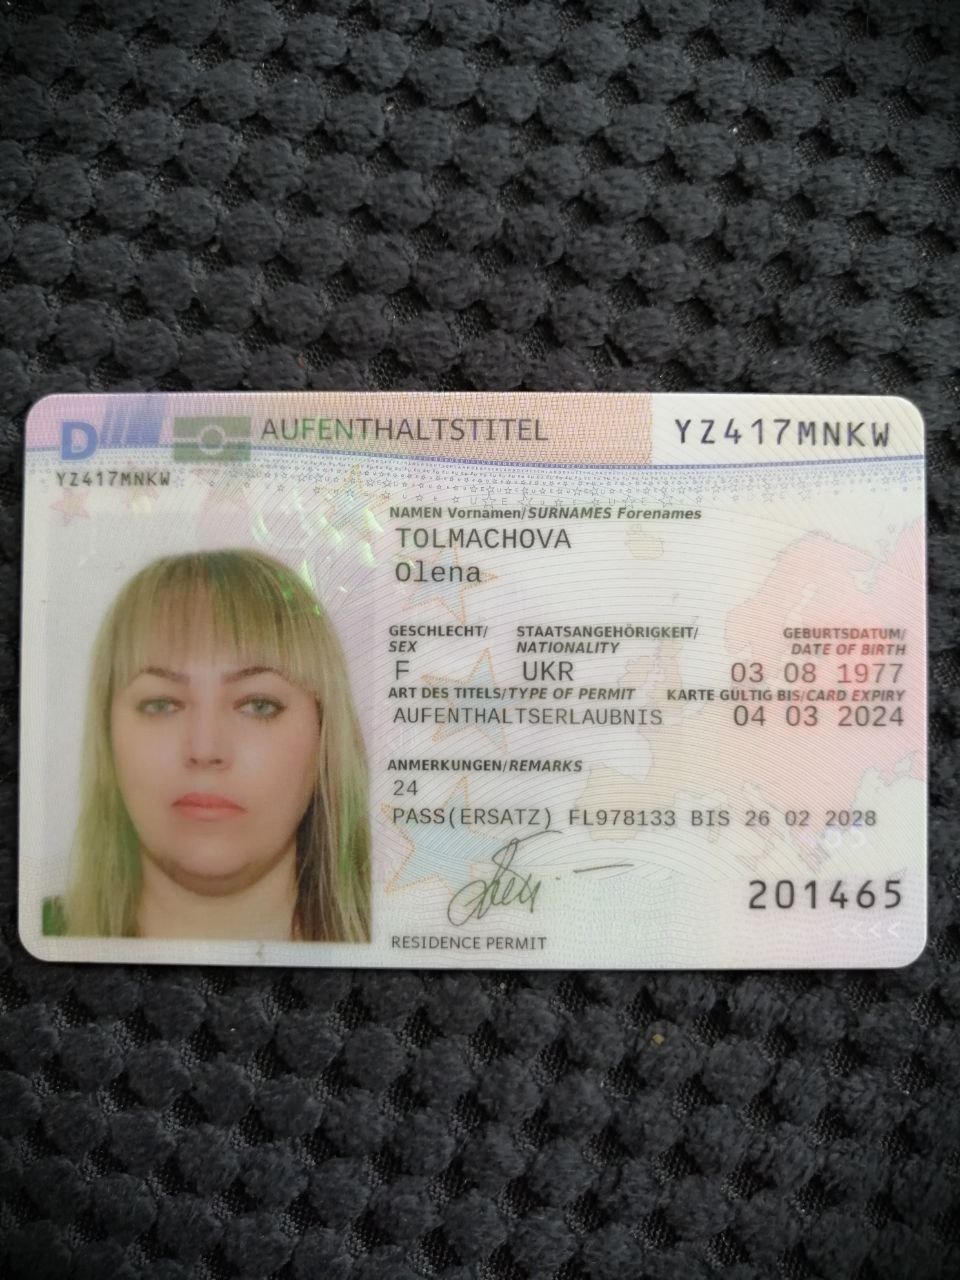 D
AUFENTHALTSTITEL
YZ417MNKW
YZ417MNKW
NAMEN Vornamen/SURNAMES Forenames
TOLMACHOVA
Olena
GESCHLECHT/ STAATSANGEHÖRIGKEIT/ GEBURTSDATUM/
SEX NATIONALITY DATE OF BIRTH
F UKR 03 08 1977
ART DES TITELS/TYPE OF PERMIT KARTE GÜLTIG BIS/CARD EXPIRY
AUFENTHALTSERLAUBNIS 04 03 2024
ANMERKUNGEN/REMARKS
24
PASS(ERSATZ) FL978133 BIS 26 02 2028
201465
<<<<
RESIDENCE PERMIT